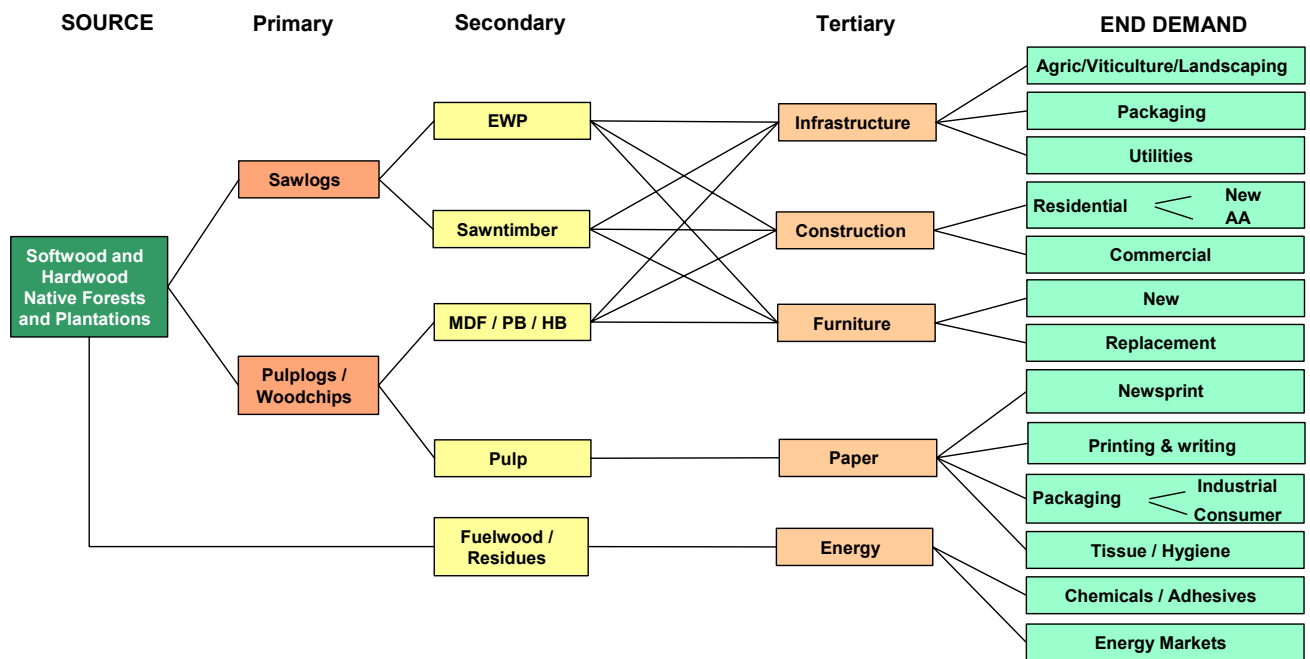 SOURCE
Primary
Secondary
Tertiary
END DEMAND
Softwood and
Hardwood
Native Forests
and Plantations
Sawlogs
Pulplogs /
Woodchips
EWP
Sawntimber
MDF / PB / HB
Pulp
Fuelwood /
Residues
Infrastructure
Construction
Furniture
Paper
Energy
Agric/Viticulture/Landscaping
Packaging
Utilities
Residential
New
AA
Commercial
New
Replacement
Newsprint
Printing & writing
Packaging
Industrial
Consumer
Tissue / Hygiene
Chemicals / Adhesives
Energy Markets